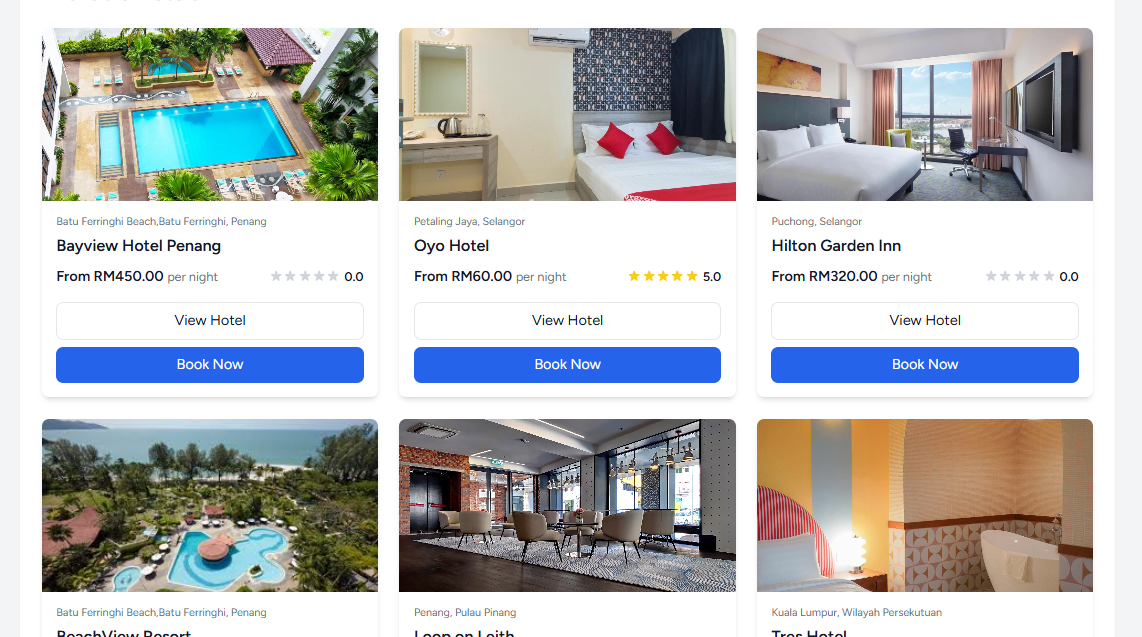 Batu Ferringhi Beach,Batu Ferringhi, Penang
Bayview Hotel Penang
From RM450.00 per night 0.0
View Hotel
Book Now
Petaling Jaya, Selangor
Oyo Hotel
From RM60.00 per night 5.0
View Hotel
Book Now
Puchong, Selangor
Hilton Garden Inn
From RM320.00 per night 0.0
View Hotel
Book Now
Batu Ferringhi Beach,Batu Ferringhi, Penang
BeachView Resort
Penang, Pulau Pinang
Loop on Leith
Kuala Lumpur, Wilayah Persekutuan
Tres Hotel